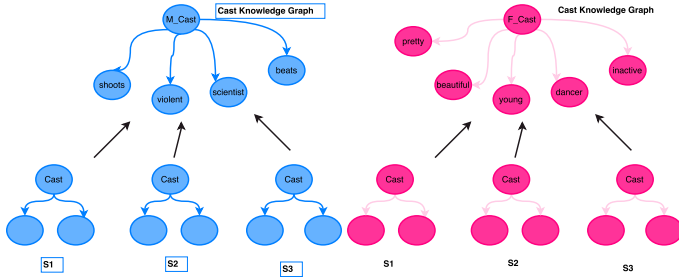 M_Cast
Cast Knowledge Graph
shoots
violent
scientist
beats
Cast
Cast
Cast
S1
S2
S3
F_Cast
Cast Knowledge Graph
pretty
beautiful
young
dancer
inactive
Cast
Cast
Cast
S1
S2
S3